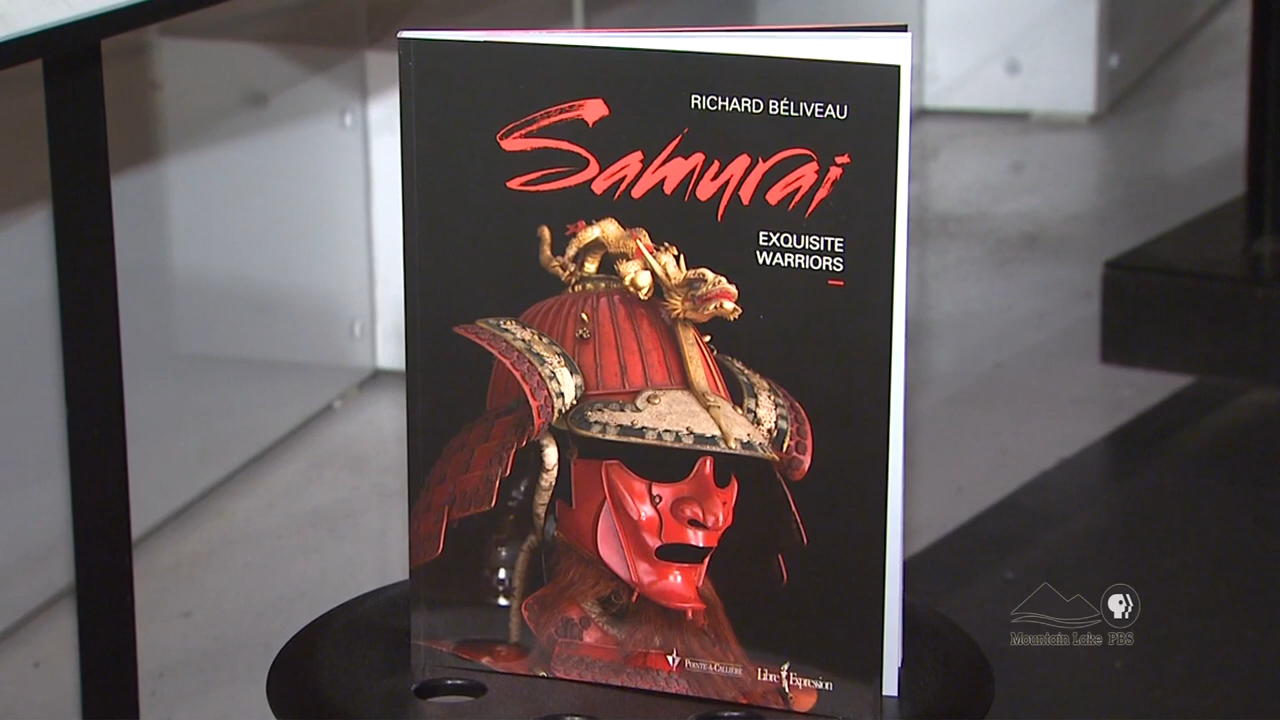 RICHARD BÉLIVEAU
Samurai
EXQUISITE
WARRIORS
POINTE-À-CALLIÈRE
Libre Expression
Mountain Lake PBS